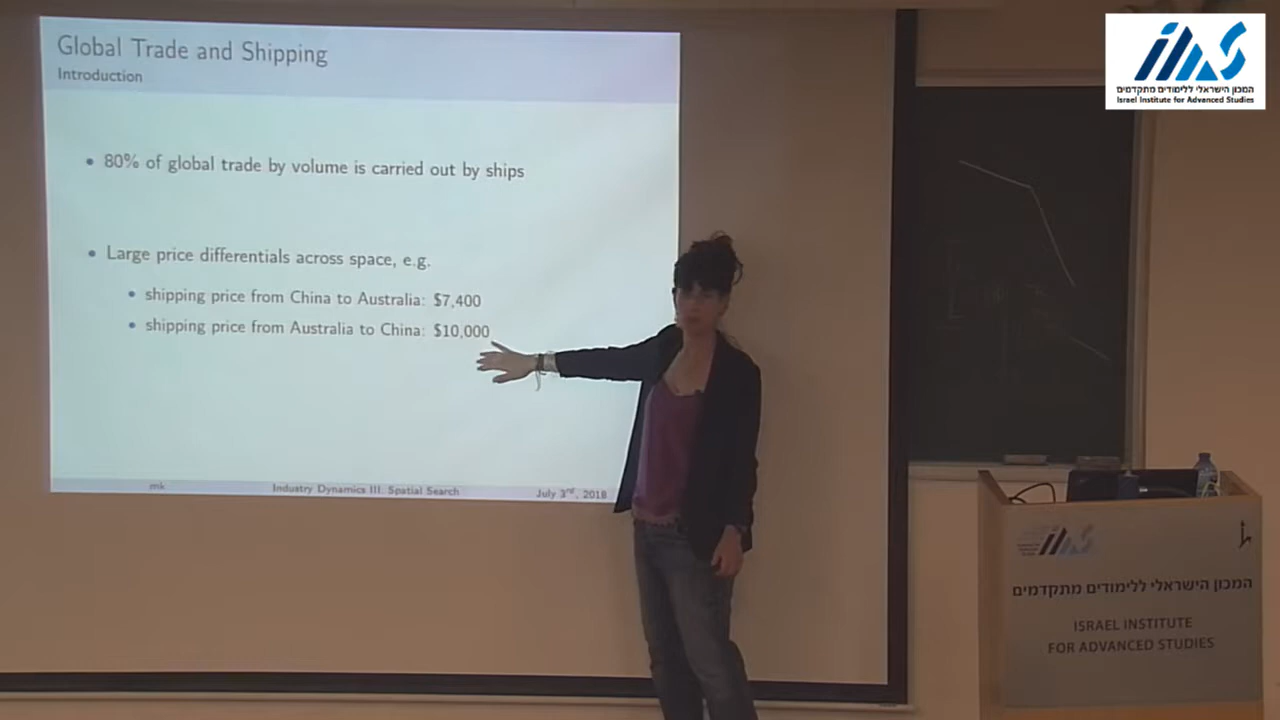 Global Trade and Shipping
Introduction
• 80% of global trade by volume is carried out by ships
• Large price differentials across space, e.g.
• shipping price from China to Australia: $7,400
• shipping price from Australia to China: $10,000
mk
Industry Dynamics III: Spatial Search
July 3rd, 2018
המכון הישראלי ללימודים מתקדמים
Israel Institute for Advanced Studies
המכון הישראלי ללימודים מתקדמים
ISRAEL INSTITUTE
FOR ADVANCED STUDIES